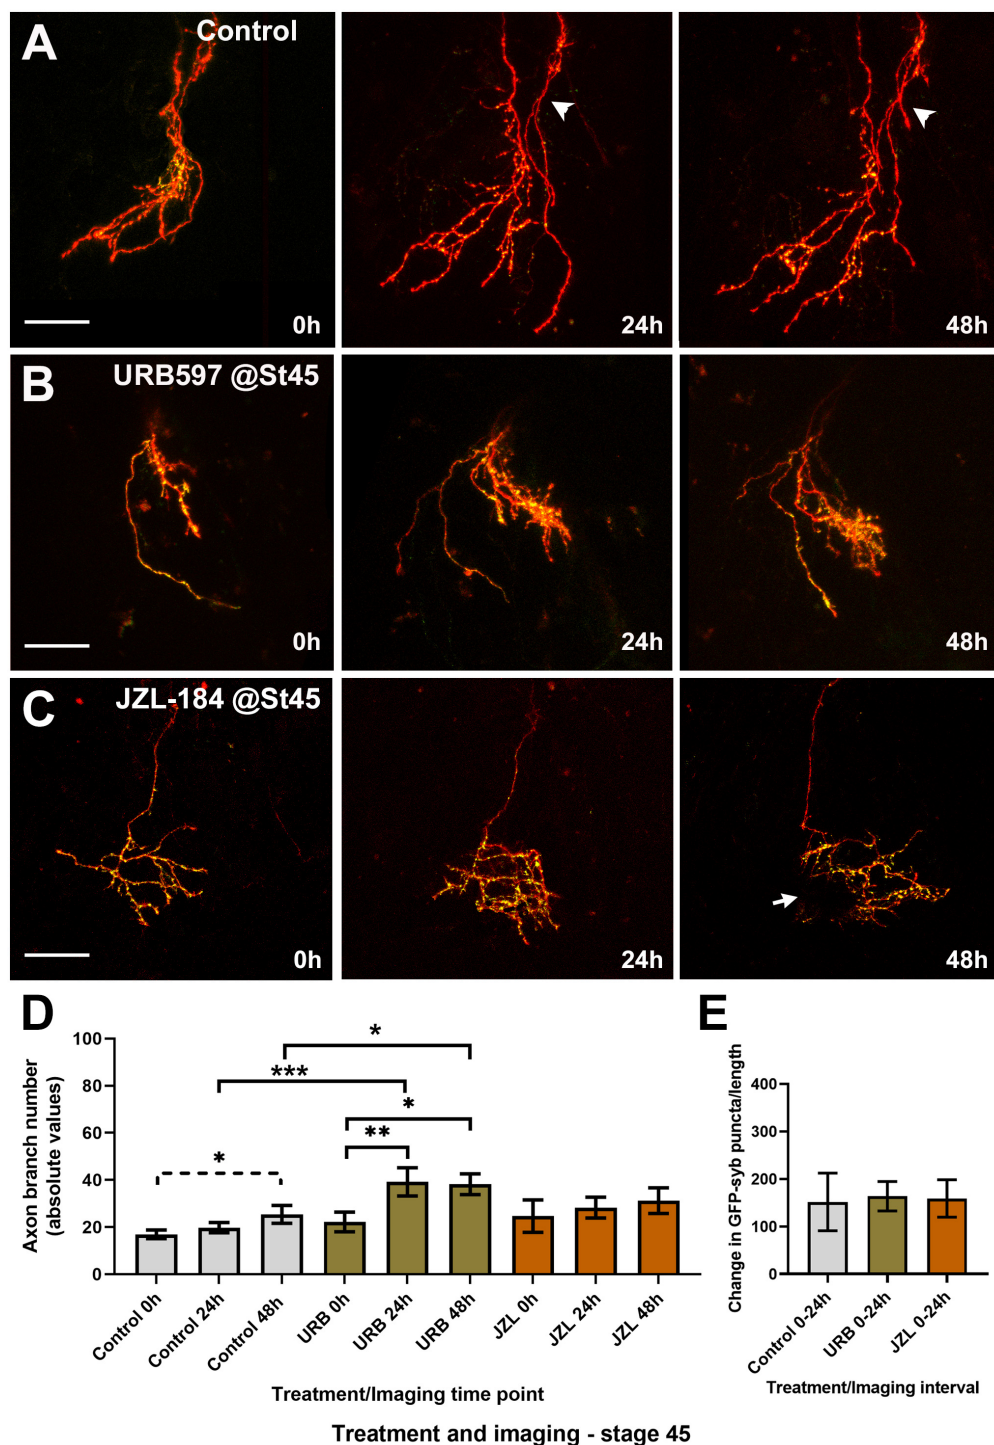 A
Control
0h
24h
48h
B
URB597 @St45
0h
24h
48h
C
JZL-184 @St45
0h
24h
48h
D
Axon branch number
(absolute values)
100
80
60
40
20
0
*
***
*
**
*
Control 0h
Control 24h
Control 48h
URB 0h
URB 24h
URB 48h
JZL 0h
JZL 24h
JZL 48h
Treatment/Imaging time point
E
Change in GFP-syb puncta/length
400
300
200
100
0
Control 0-24h
URB 0-24h
JZL 0-24h
Treatment/Imaging interval
Treatment and imaging - stage 45